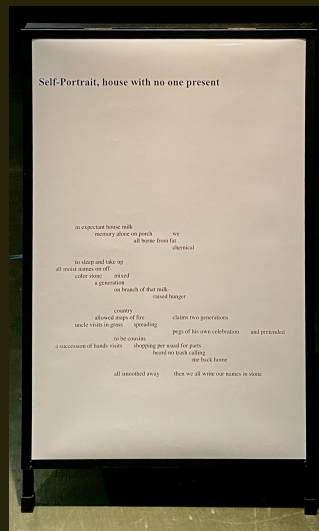 Self-Portrait, house with no one present
in expectant house milk
memory alone on porch we
all borne from fat
chemical
to sleep and take up
all moist names on off-
color stone mixed
a generation
on branch of that milk-
raised hunger
country
allowed maps of fire claims two generations
uncle visits in grass spreading
pegs of his own celebration and pretended
to be cousins
a succession of hands visits shopping per usual for parts
heard no trash calling
me back home
all smoothed away then we all write our names in stone